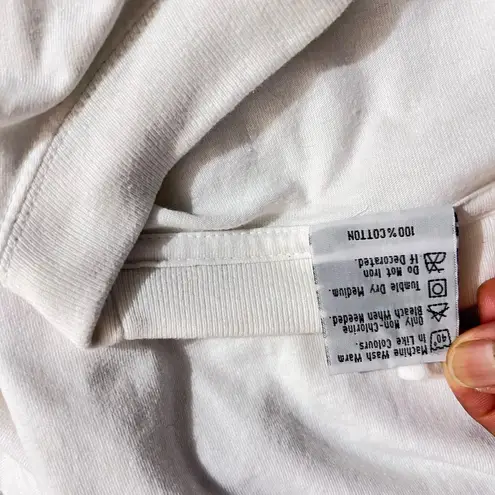 40°
Machine Wash Warm
In Like Colours.
Only Non-Chlorine
Bleach When Needed.
Tumble Dry Medium.
Do Not Iron
If Decorated.
100% COTTON